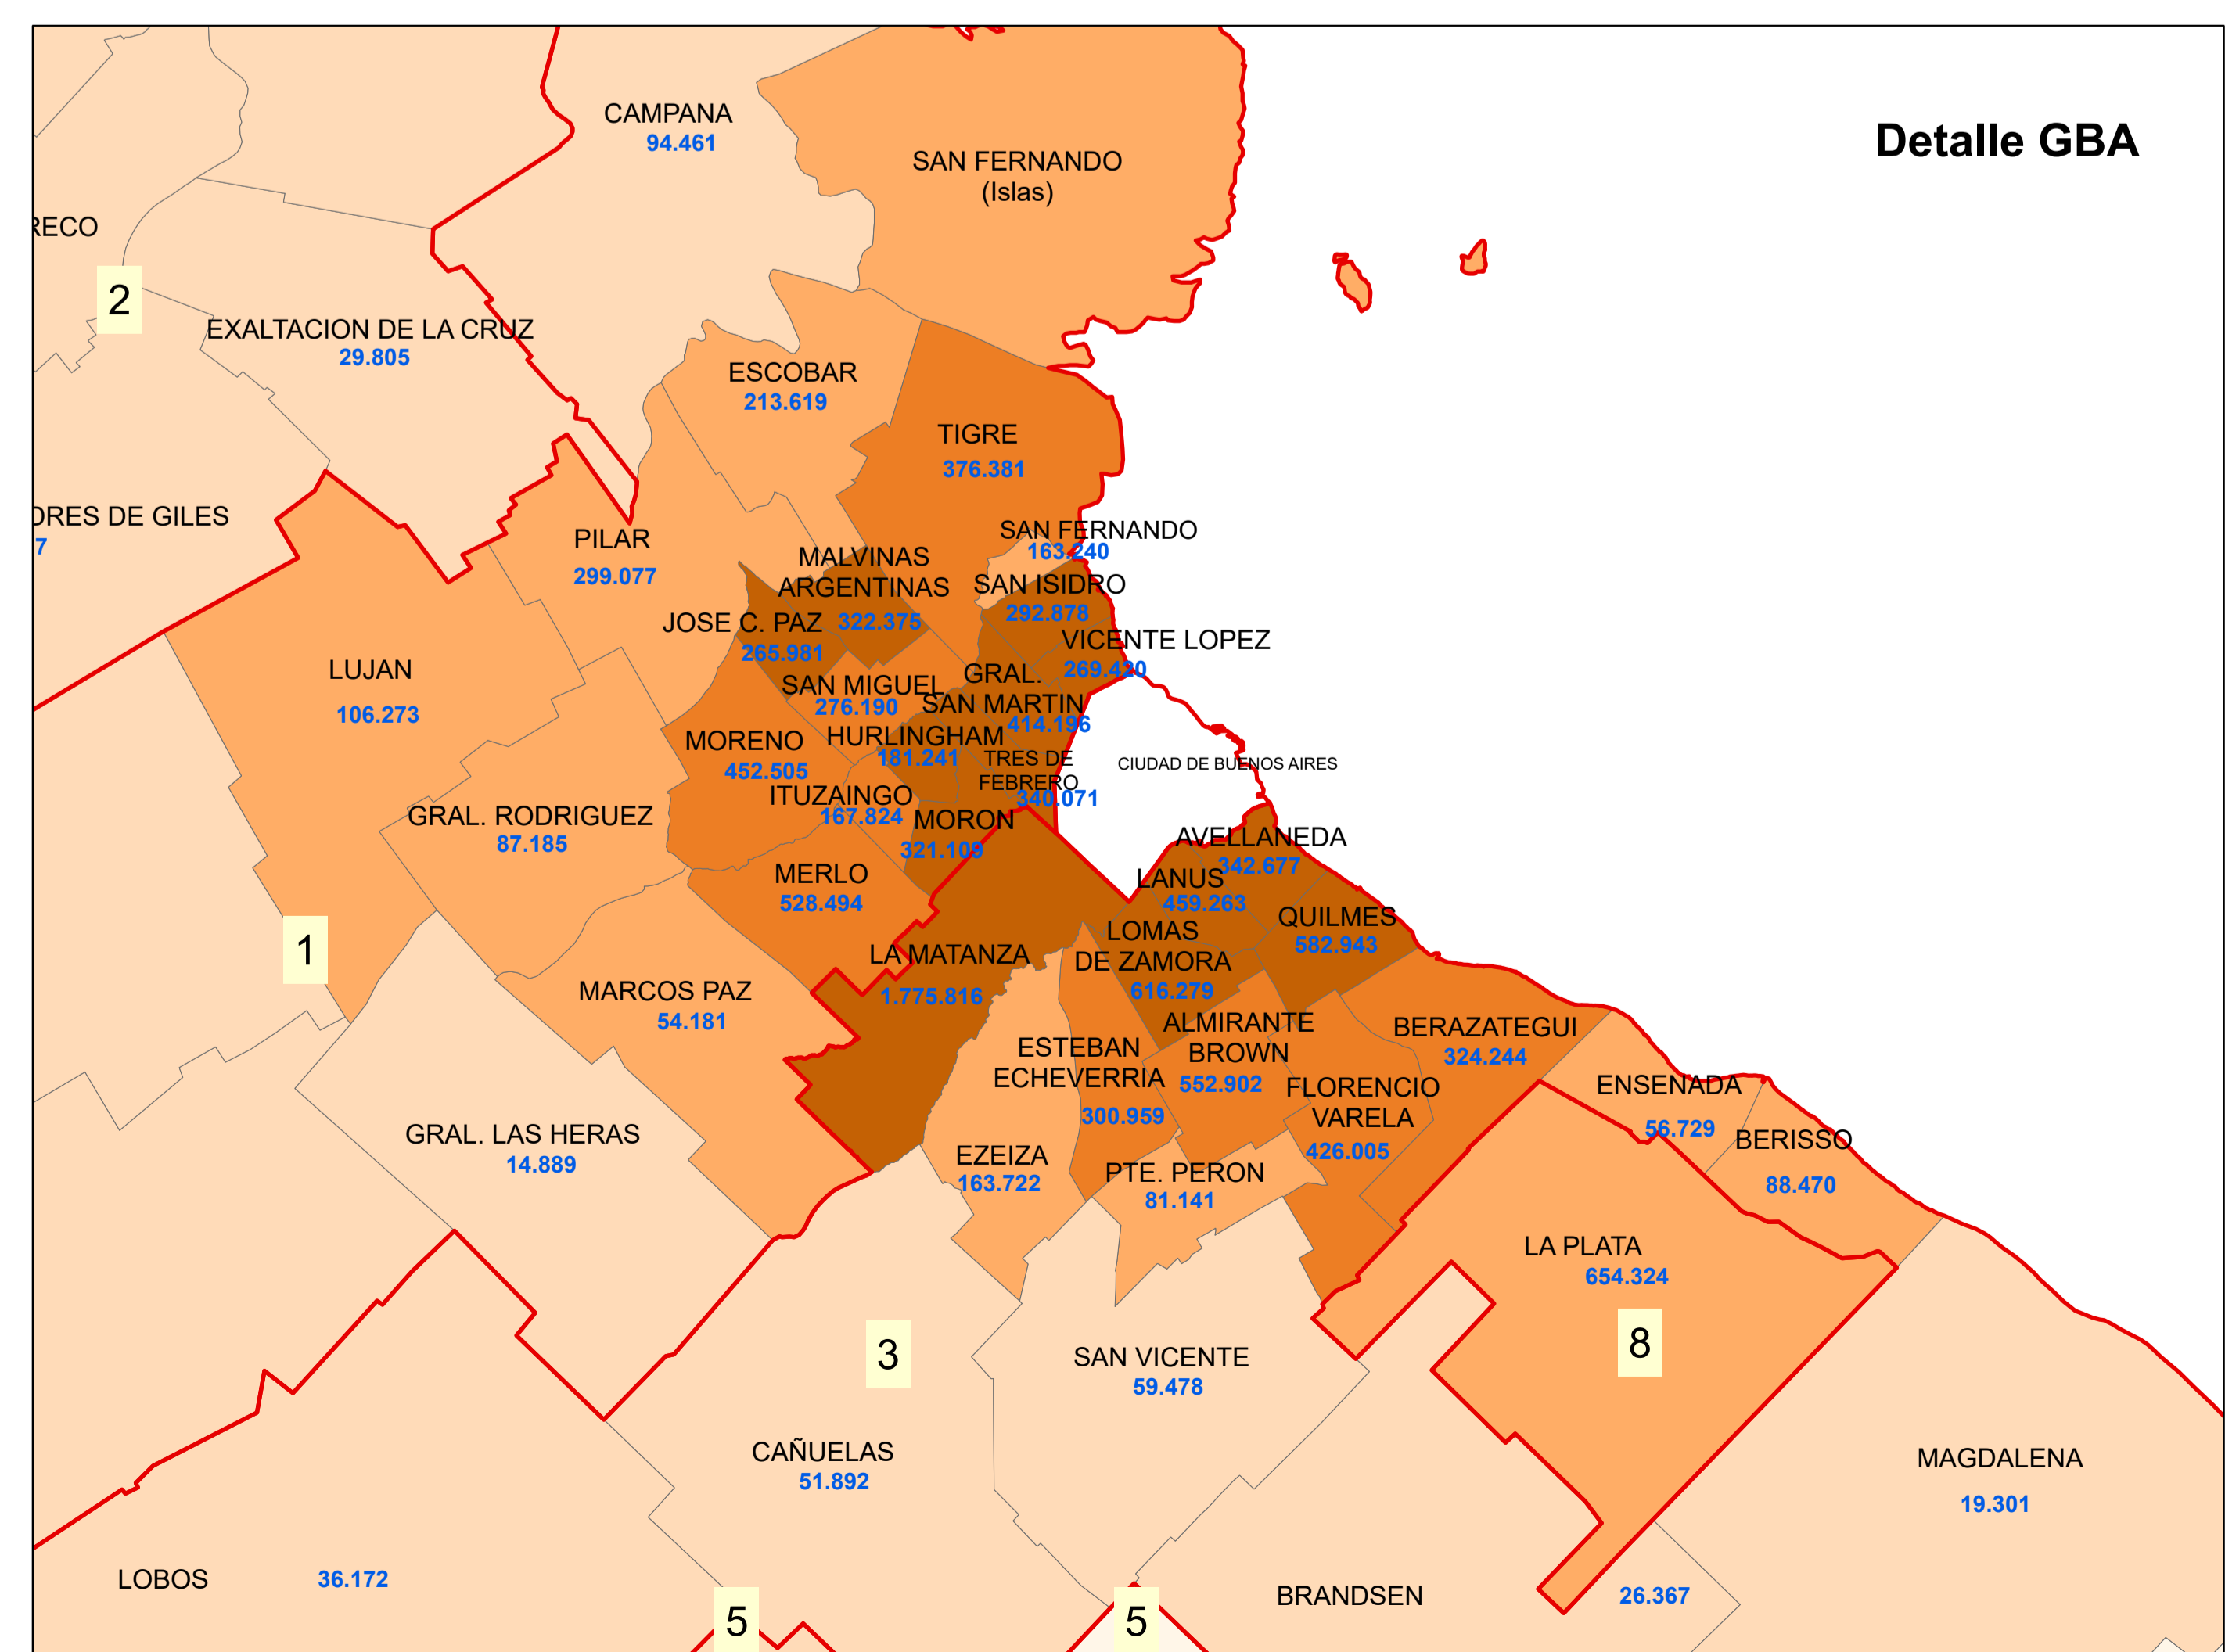 Detalle GBA
CAMPANA
94.461
SAN FERNANDO
(Islas)
RECO
2
EXALTACION DE LA CRUZ
29.805
ESCOBAR
213.619
TIGRE
376.381
ORES DE GILES
7
PILAR
299.077
SAN FERNANDO
163.240
MALVINAS
ARGENTINAS
322.375
SAN ISIDRO
292.878
JOSE C. PAZ
265.981
VICENTE LOPEZ
269.420
LUJAN
106.273
SAN MIGUEL
276.190
GRAL.
SAN MARTIN
414.196
MORENO
452.505
HURLINGHAM
181.241
TRES DE
FEBRERO
340.071
CIUDAD DE BUENOS AIRES
ITUZAINGO
167.824
GRAL. RODRIGUEZ
87.185
MORON
321.109
AVELLANEDA
342.677
MERLO
528.494
LANUS
459.263
QUILMES
582.943
1
LOMAS
DE ZAMORA
616.279
LA MATANZA
1.775.816
MARCOS PAZ
54.181
ALMIRANTE
BROWN
552.902
BERAZATEGUI
324.244
ESTEBAN
ECHEVERRIA
300.959
FLORENCIO
VARELA
426.005
ENSENADA
56.729
BERISSO
88.470
GRAL. LAS HERAS
14.889
EZEIZA
163.722
PTE. PERON
81.141
LA PLATA
654.324
8
3
SAN VICENTE
59.478
CAÑUELAS
51.892
MAGDALENA
19.301
LOBOS
36.172
5
5
BRANDSEN
26.367